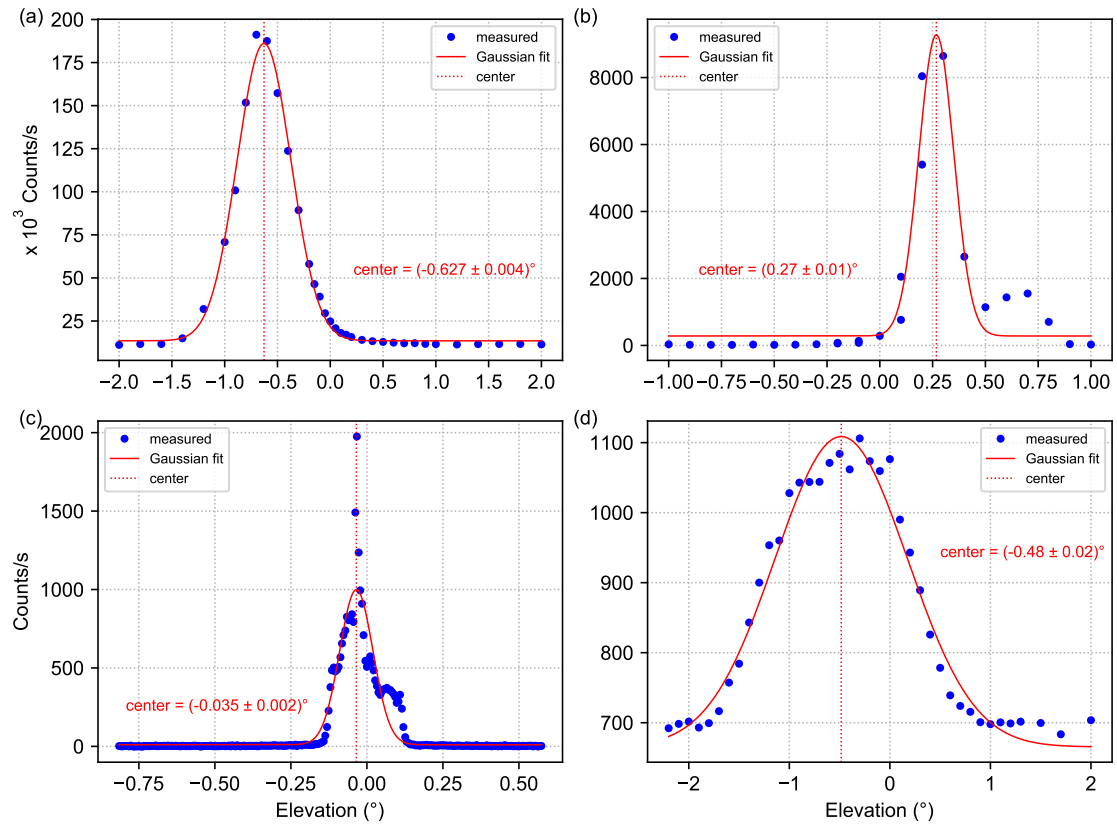 (a)
200
175
150
125
100
75
50
25
x 10³ Counts/s
measured
Gaussian fit
center
center = (-0.627 ± 0.004)°
−2.0 −1.5 −1.0 −0.5 0.0 0.5 1.0 1.5 2.0
(b)
8000
6000
4000
2000
0
measured
Gaussian fit
center
center = (0.27 ± 0.01)°
−1.00 −0.75 −0.50 −0.25 0.00 0.25 0.50 0.75 1.00
(c)
2000
1500
1000
500
0
Counts/s
measured
Gaussian fit
center
center = (-0.035 ± 0.002)°
−0.75 −0.50 −0.25 0.00 0.25 0.50
Elevation (°)
(d)
1100
1000
900
800
700
measured
Gaussian fit
center
center = (-0.48 ± 0.02)°
−2 −1 0 1 2
Elevation (°)